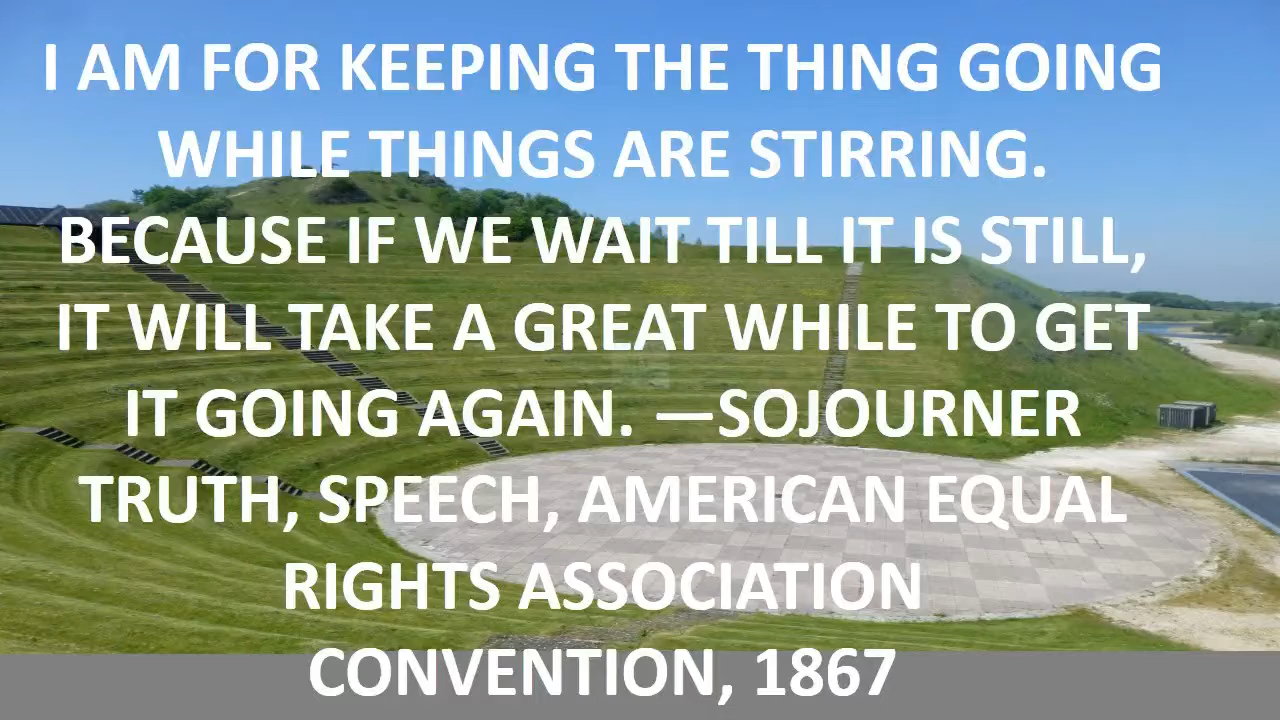 I AM FOR KEEPING THE THING GOING
WHILE THINGS ARE STIRRING.
BECAUSE IF WE WAIT TILL IT IS STILL,
IT WILL TAKE A GREAT WHILE TO GET
IT GOING AGAIN. —SOJOURNER
TRUTH, SPEECH, AMERICAN EQUAL
RIGHTS ASSOCIATION
CONVENTION, 1867